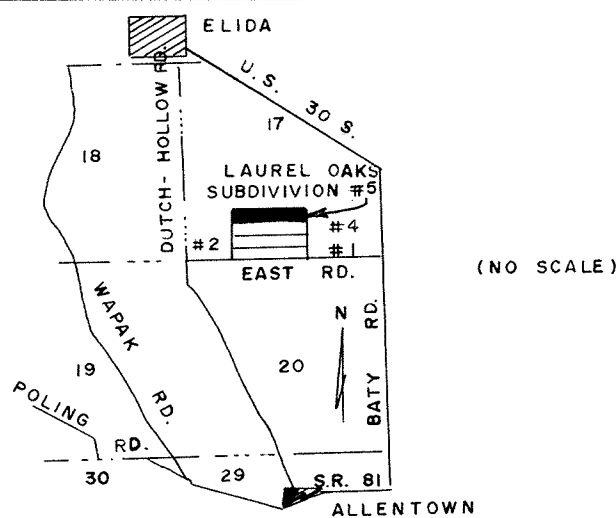 ELIDA
U. S. 30 S.
17
18
DUTCH-HOLLOW RD.
LAUREL OAKS
SUBDIVIVION #5
#4
#2
#1
EAST RD.
(NO SCALE)
WAPAK RD.
N
BATY RD.
19
20
POLING RD.
30
29
S.R. 81
ALLENTOWN